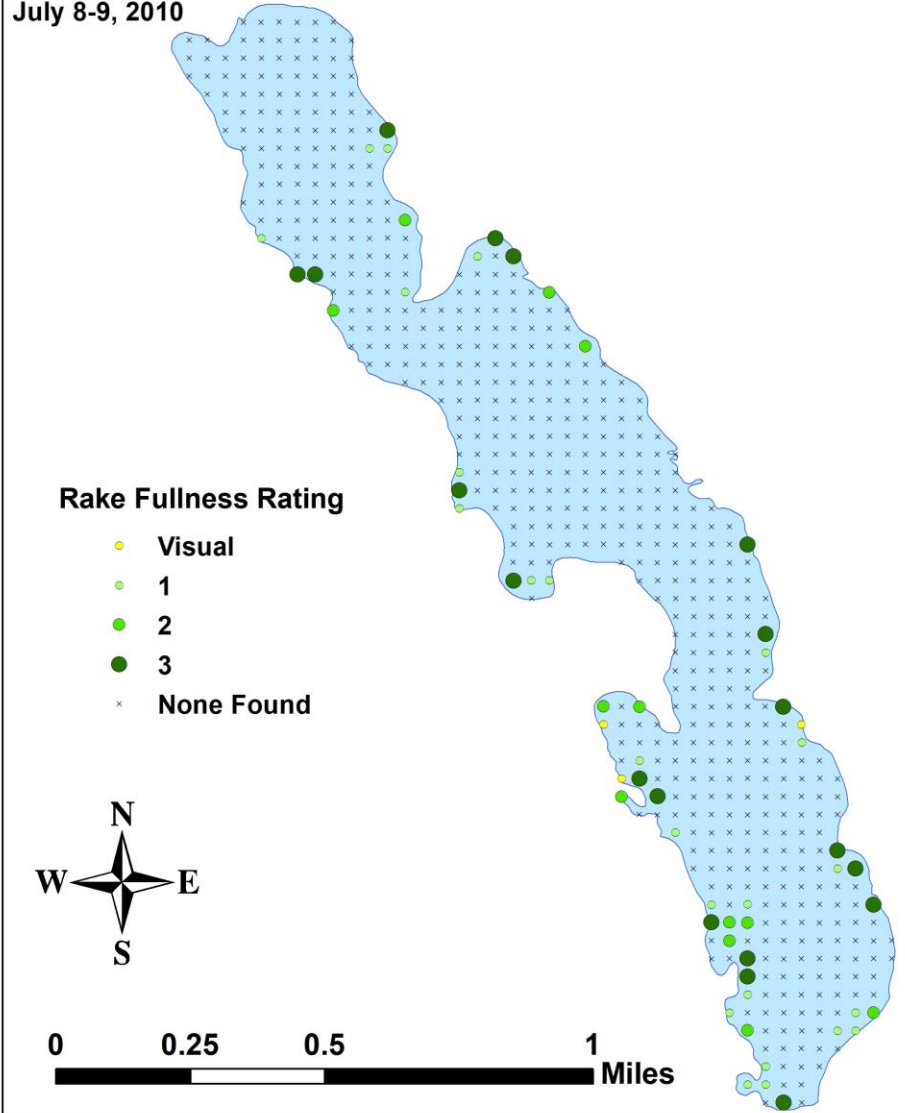 July 8-9, 2010
Rake Fullness Rating
Visual
1
2
3
None Found
N
W E
S
0 0.25 0.5 1
Miles